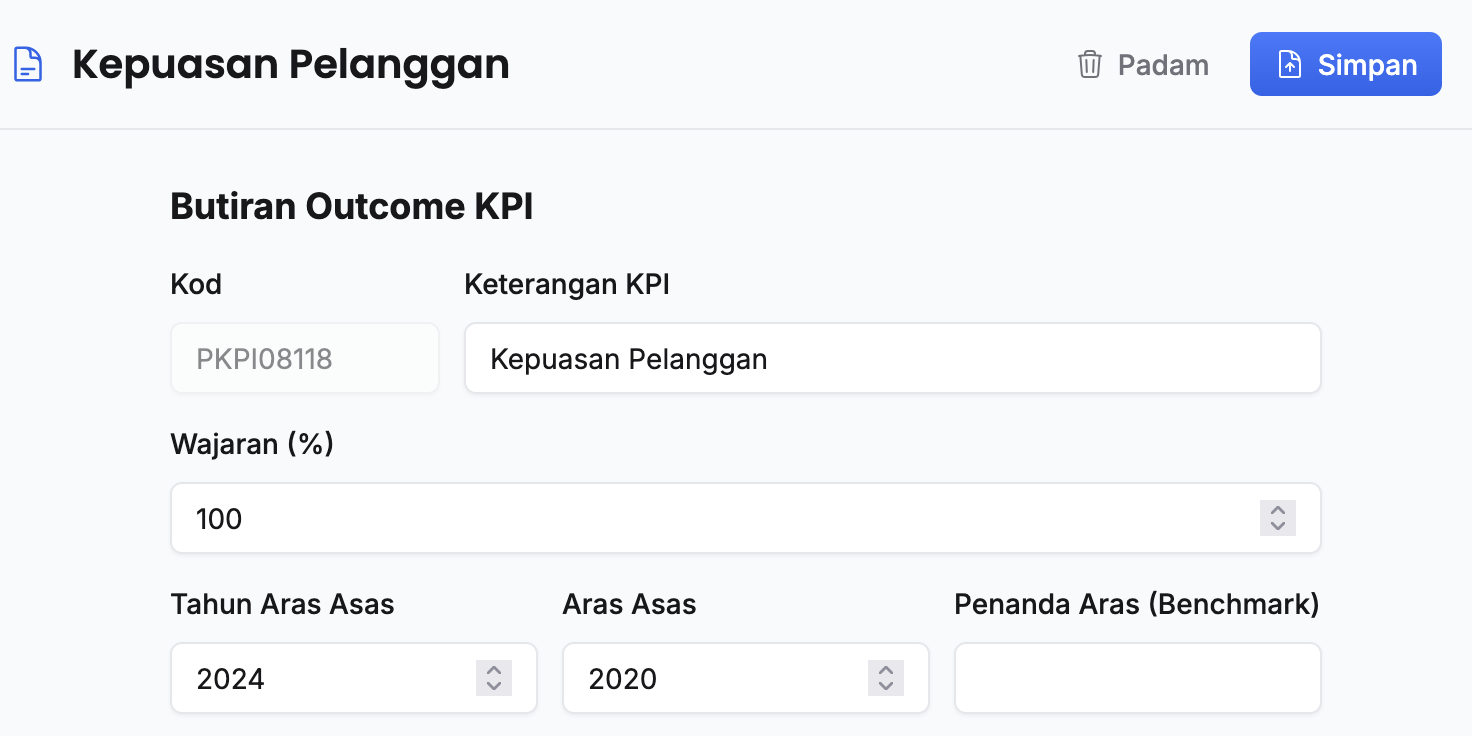 Kepuasan Pelanggan
Padam
Simpan
Butiran Outcome KPI
Kod
Keterangan KPI
PKPI08118
Kepuasan Pelanggan
Wajaran (%)
100
Tahun Aras Asas
Aras Asas
Penanda Aras (Benchmark)
2024
2020